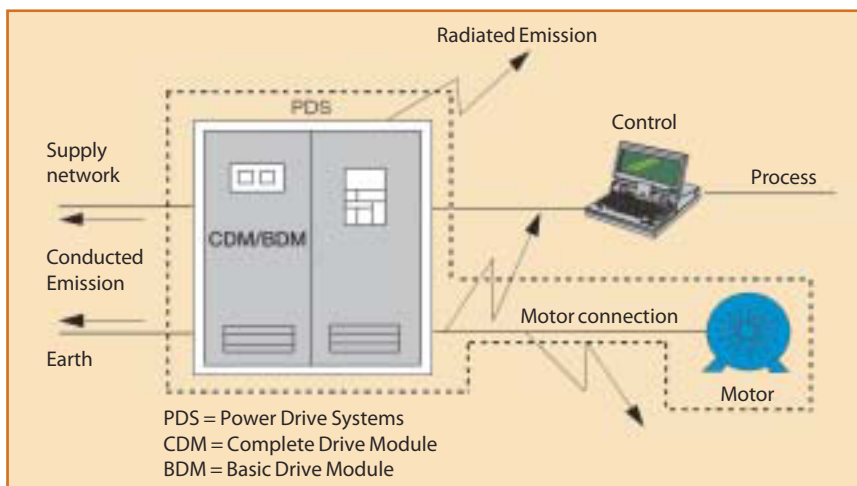 Radiated Emission
PDS
Control
Supply
network
Process
CDM/BDM
Conducted
Emission
Motor connection
Earth
Motor
PDS = Power Drive Systems
CDM = Complete Drive Module
BDM = Basic Drive Module